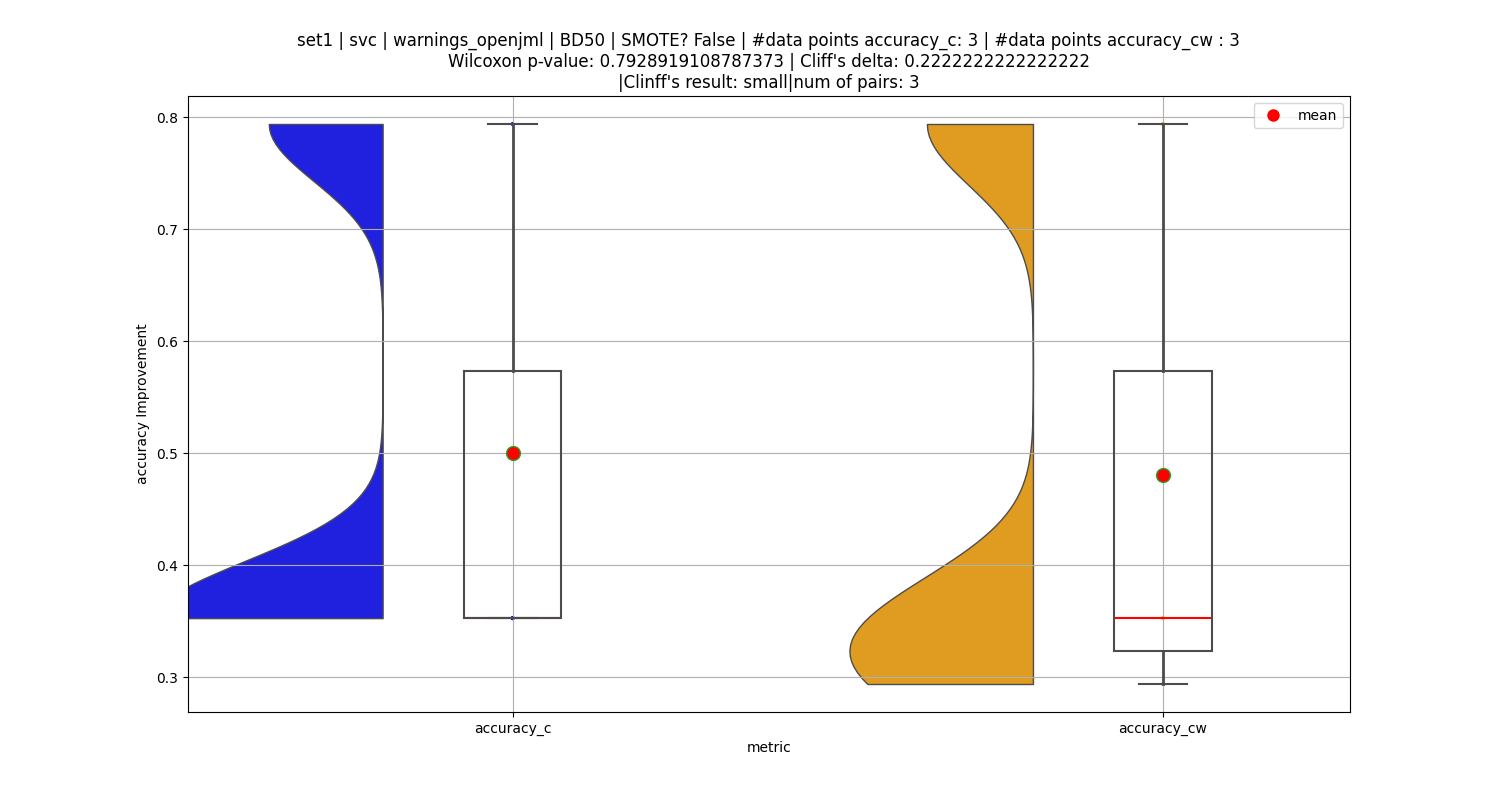 set1 | svc | warnings_openjml | BD50 | SMOTE? False | #data points accuracy_c: 3 | #data points accuracy_cw : 3
Wilcoxon p-value: 0.7928919108787373 | Cliff's delta: 0.2222222222222222
|Clinff's result: small|num of pairs: 3
mean
0.8
0.7
0.6
0.5
0.4
0.3
accuracy Improvement
accuracy_c
accuracy_cw
metric